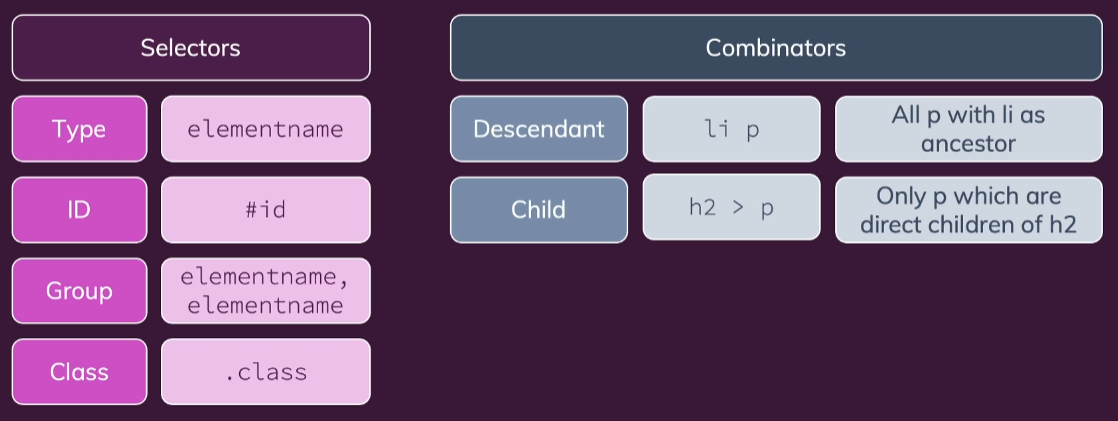 Selectors
Type
elementname
ID
#id
Group
elementname,
elementname
Class
.class
Combinators
Descendant
li p
All p with li as
ancestor
Child
h2 > p
Only p which are
direct children of h2